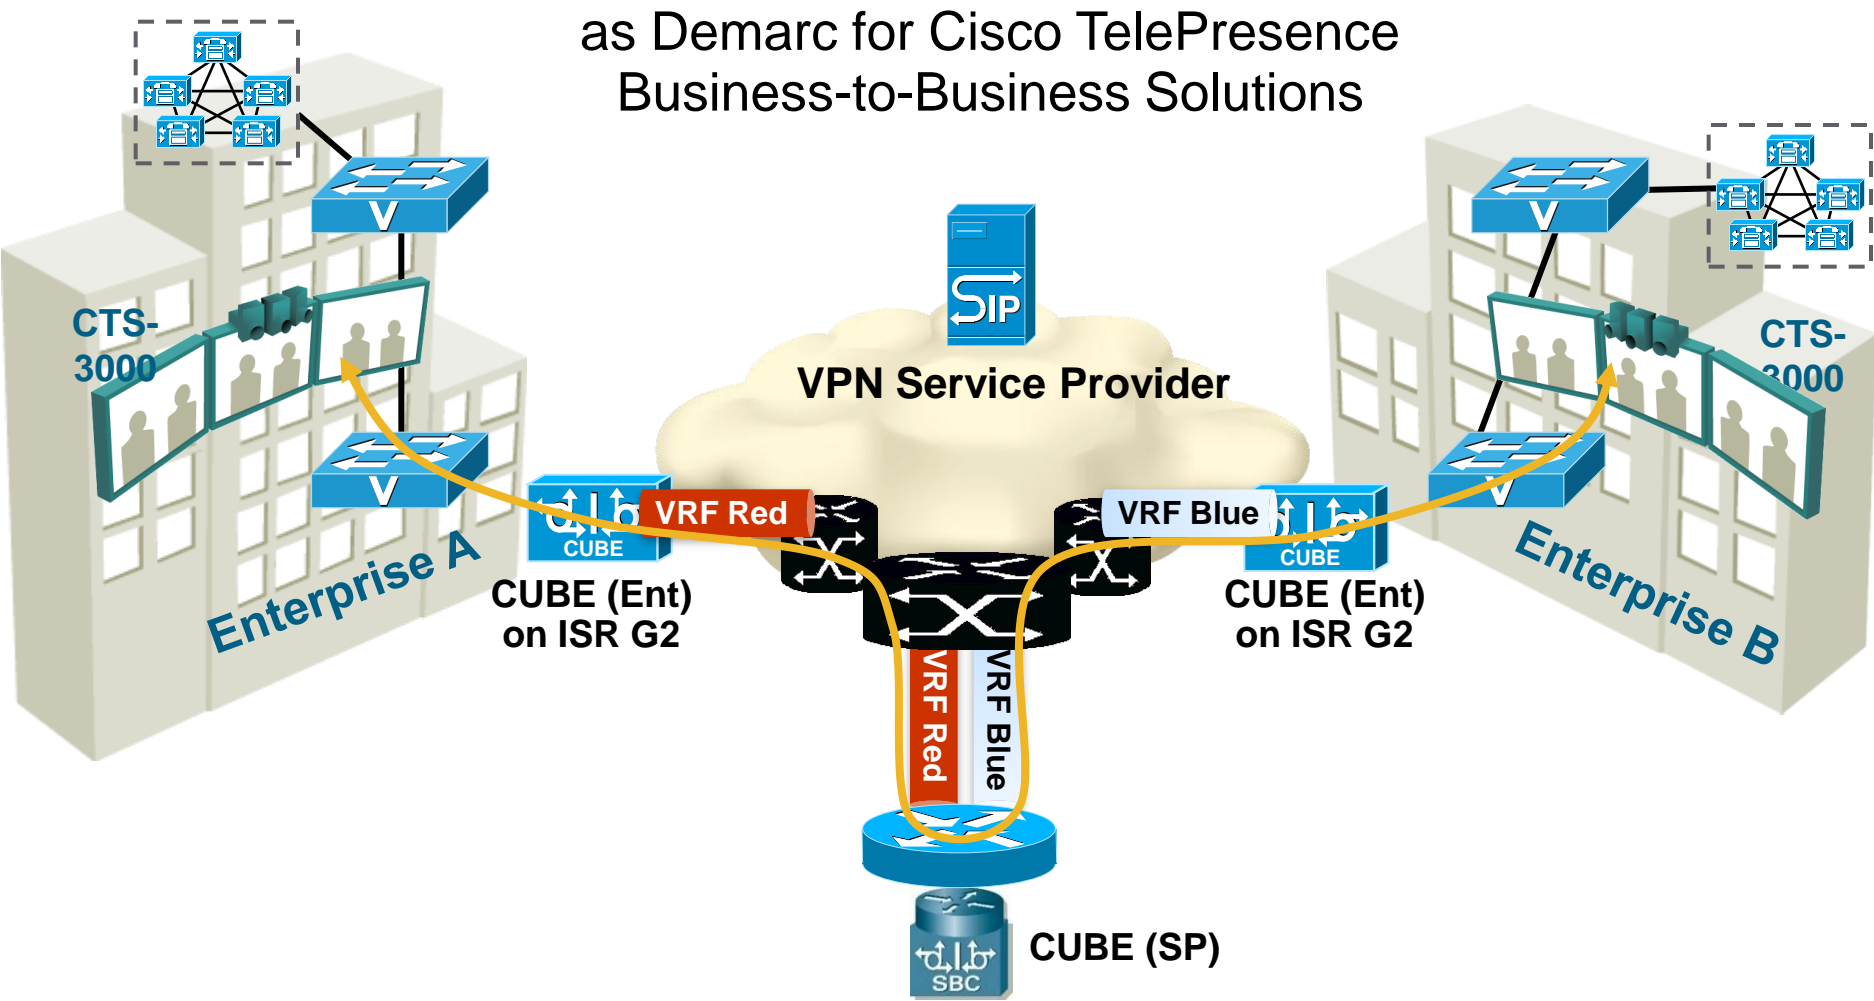 as Demarc for Cisco TelePresence
Business-to-Business Solutions
V
V
SIP
CTS-
3000
CTS-
3000
VPN Service Provider
V
V
VRF Red
VRF Blue
CUBE
CUBE
Enterprise A
Enterprise B
CUBE (Ent)
on ISR G2
CUBE (Ent)
on ISR G2
VRF Red
VRF Blue
CUBE (SP)
SBC